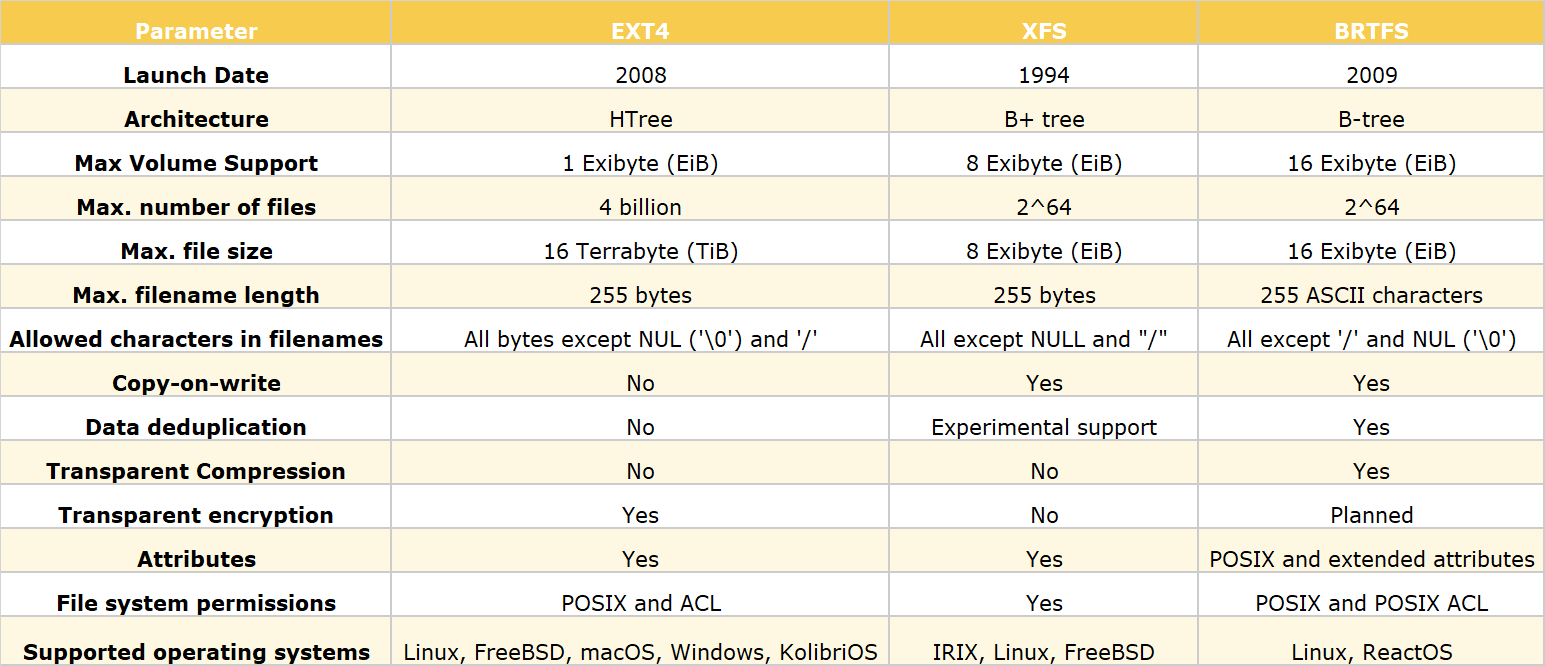 Parameter EXT4 XFS BRTFS
Launch Date 2008 1994 2009
Architecture HTree B+ tree B-tree
Max Volume Support 1 Exibyte (EiB) 8 Exibyte (EiB) 16 Exibyte (EiB)
Max. number of files 4 billion 2^64 2^64
Max. file size 16 Terrabyte (TiB) 8 Exibyte (EiB) 16 Exibyte (EiB)
Max. filename length 255 bytes 255 bytes 255 ASCII characters
Allowed characters in filenames All bytes except NUL ('\0') and '/' All except NULL and "/" All except '/' and NUL ('\0')
Copy-on-write No Yes Yes
Data deduplication No Experimental support Yes
Transparent Compression No No Yes
Transparent encryption Yes No Planned
Attributes Yes Yes POSIX and extended attributes
File system permissions POSIX and ACL Yes POSIX and POSIX ACL
Supported operating systems Linux, FreeBSD, macOS, Windows, KolibriOS IRIX, Linux, FreeBSD Linux, ReactOS